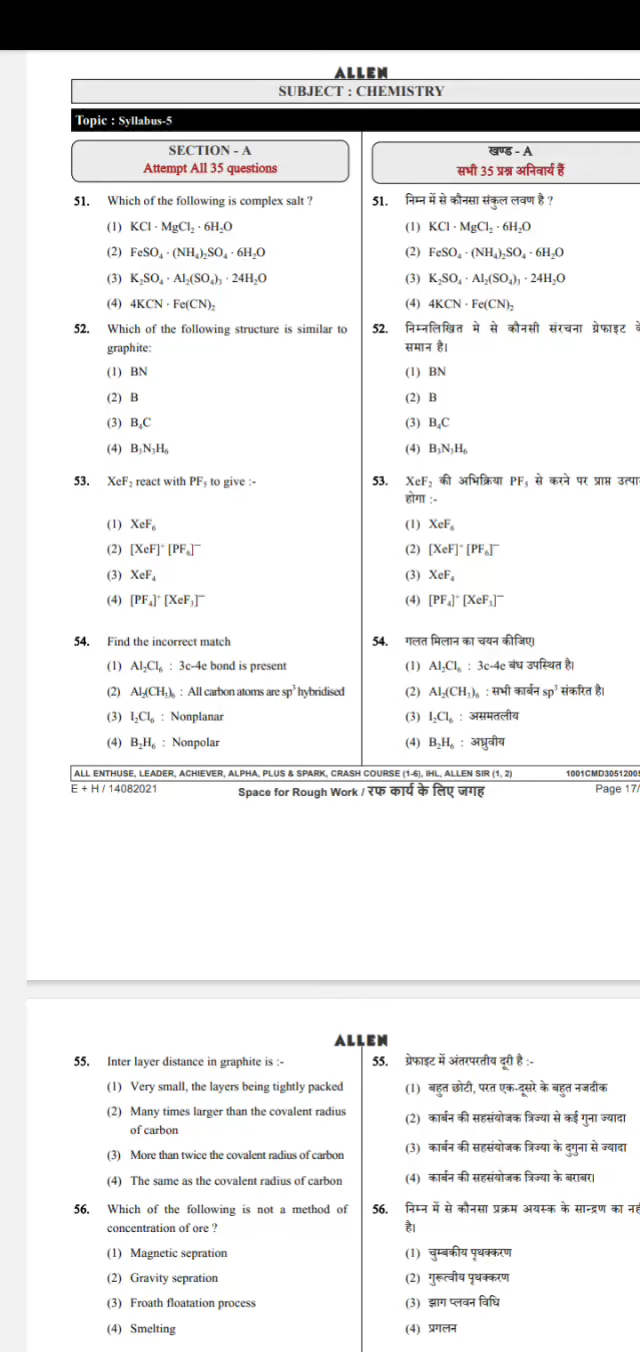 ALLEN
SUBJECT : CHEMISTRY
Topic : Syllabus-5
SECTION - A
Attempt All 35 questions
51. Which of the following is complex salt ?
(1) KCl · MgCl₂ · 6H₂O
(2) FeSO₄ · (NH₄)₂SO₄ · 6H₂O
(3) K₂SO₄ · Al₂(SO₄)₃ · 24H₂O
(4) 4KCN · Fe(CN)₂
52. Which of the following structure is similar to
graphite:
(1) BN
(2) B
(3) B₄C
(4) B₃N₃H₆
53. XeF₂ react with PF₅ to give :-
(1) XeF₆
(2) [XeF]⁺ [PF₆]⁻
(3) XeF₄
(4) [PF₄]⁺ [XeF₃]⁻
54. Find the incorrect match
(1) Al₂Cl₆ : 3c-4e bond is present
(2) Al₂(CH₃)₆ : All carbon atoms are sp³ hybridised
(3) I₂Cl₆ : Nonplanar
(4) B₂H₆ : Nonpolar
खण्ड - A
सभी 35 प्रश्न अनिवार्य हैं
51. निम्न में से कौनसा संकुल लवण है ?
(1) KCl · MgCl₂ · 6H₂O
(2) FeSO₄ · (NH₄)₂SO₄ · 6H₂O
(3) K₂SO₄ · Al₂(SO₄)₃ · 24H₂O
(4) 4KCN · Fe(CN)₂
52. निम्नलिखित मे से कौनसी संरचना ग्रेफाइट
समान है।
(1) BN
(2) B
(3) B₄C
(4) B₃N₃H₆
53. XeF₂ की अभिक्रिया PF₅ से करने पर प्राप्त
होगा :-
(1) XeF₆
(2) [XeF]⁺ [PF₆]⁻
(3) XeF₄
(4) [PF₄]⁺ [XeF₃]⁻
54. गलत मिलान का चयन कीजिए।
(1) Al₂Cl₆ : 3c-4e बंध उपस्थित है।
(2) Al₂(CH₃)₆ : सभी कार्बन sp³ संकरित है।
(3) I₂Cl₆ : असमतलीय
(4) B₂H₆ : अध्रुवीय
ALL ENTHUSE, LEADER, ACHIEVER, ALPHA, PLUS & SPARK, CRASH COURSE (1-6), IHL, ALLEN SIR (1, 2) 1001CMD3051200
E + H / 14082021 Space for Rough Work / रफ कार्य के लिए जगह Page 17/
ALLEN
55. Inter layer distance in graphite is :-
(1) Very small, the layers being tightly packed
(2) Many times larger than the covalent radius
of carbon
(3) More than twice the covalent radius of carbon
(4) The same as the covalent radius of carbon
56. Which of the following is not a method of
concentration of ore ?
(1) Magnetic sepration
(2) Gravity sepration
(3) Froath floatation process
(4) Smelting
55. ग्रेफाइट में अंतरपरतीय दूरी है :-
(1) बहुत छोटी, परत एक-दूसरे के बहुत नजदीक
(2) कार्बन की सहसंयोजक त्रिज्या से कई गुना ज्यादा
(3) कार्बन की सहसंयोजक त्रिज्या के दुगुना से ज्यादा
(4) कार्बन की सहसंयोजक त्रिज्या के बराबर।
56. निम्न में से कौनसा प्रक्रम अयस्क के सान्द्रण का
है।
(1) चुम्बकीय पृथक्करण
(2) गुरूत्वीय पृथक्करण
(3) झाग प्लवन विधि
(4) प्रगलन